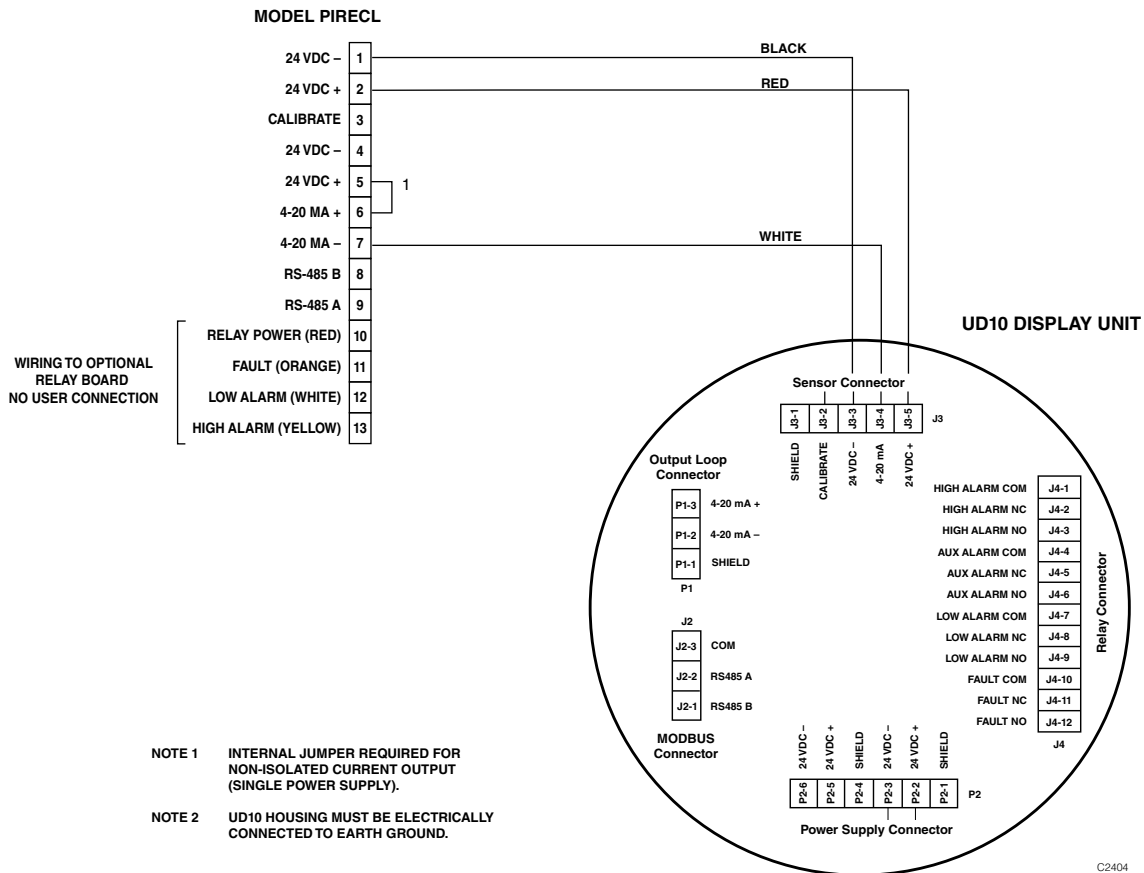 MODEL PIRECL
24 VDC – 1
24 VDC + 2
CALIBRATE 3
24 VDC – 4
24 VDC + 5
4-20 MA + 6
4-20 MA – 7
RS-485 B 8
RS-485 A 9
RELAY POWER (RED) 10
FAULT (ORANGE) 11
LOW ALARM (WHITE) 12
HIGH ALARM (YELLOW) 13
1
WIRING TO OPTIONAL
RELAY BOARD
NO USER CONNECTION
BLACK
RED
WHITE
UD10 DISPLAY UNIT
Sensor Connector
J3-1 J3-2 J3-3 J3-4 J3-5 J3
SHIELD
CALIBRATE
24 VDC –
4-20 mA
24 VDC +
Output Loop
Connector
P1-3 4-20 mA +
P1-2 4-20 mA –
P1-1 SHIELD
P1
J2
J2-3 COM
J2-2 RS485 A
J2-1 RS485 B
MODBUS
Connector
HIGH ALARM COM J4-1
HIGH ALARM NC J4-2
HIGH ALARM NO J4-3
AUX ALARM COM J4-4
AUX ALARM NC J4-5
AUX ALARM NO J4-6
LOW ALARM COM J4-7
LOW ALARM NC J4-8
LOW ALARM NO J4-9
FAULT COM J4-10
FAULT NC J4-11
FAULT NO J4-12
J4
Relay Connector
24 VDC –
24 VDC +
SHIELD
24 VDC –
24 VDC +
SHIELD
P2-6 P2-5 P2-4 P2-3 P2-2 P2-1 P2
Power Supply Connector
NOTE 1 INTERNAL JUMPER REQUIRED FOR
NON-ISOLATED CURRENT OUTPUT
(SINGLE POWER SUPPLY).
NOTE 2 UD10 HOUSING MUST BE ELECTRICALLY
CONNECTED TO EARTH GROUND.
C2404